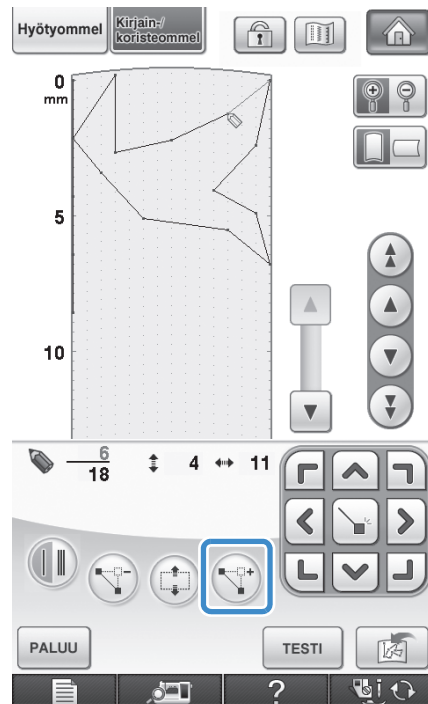 Hyötyommel
Kirjain-/
koristeommel
0
mm
5
10
6
18
4
11
PALUU
TESTI
?